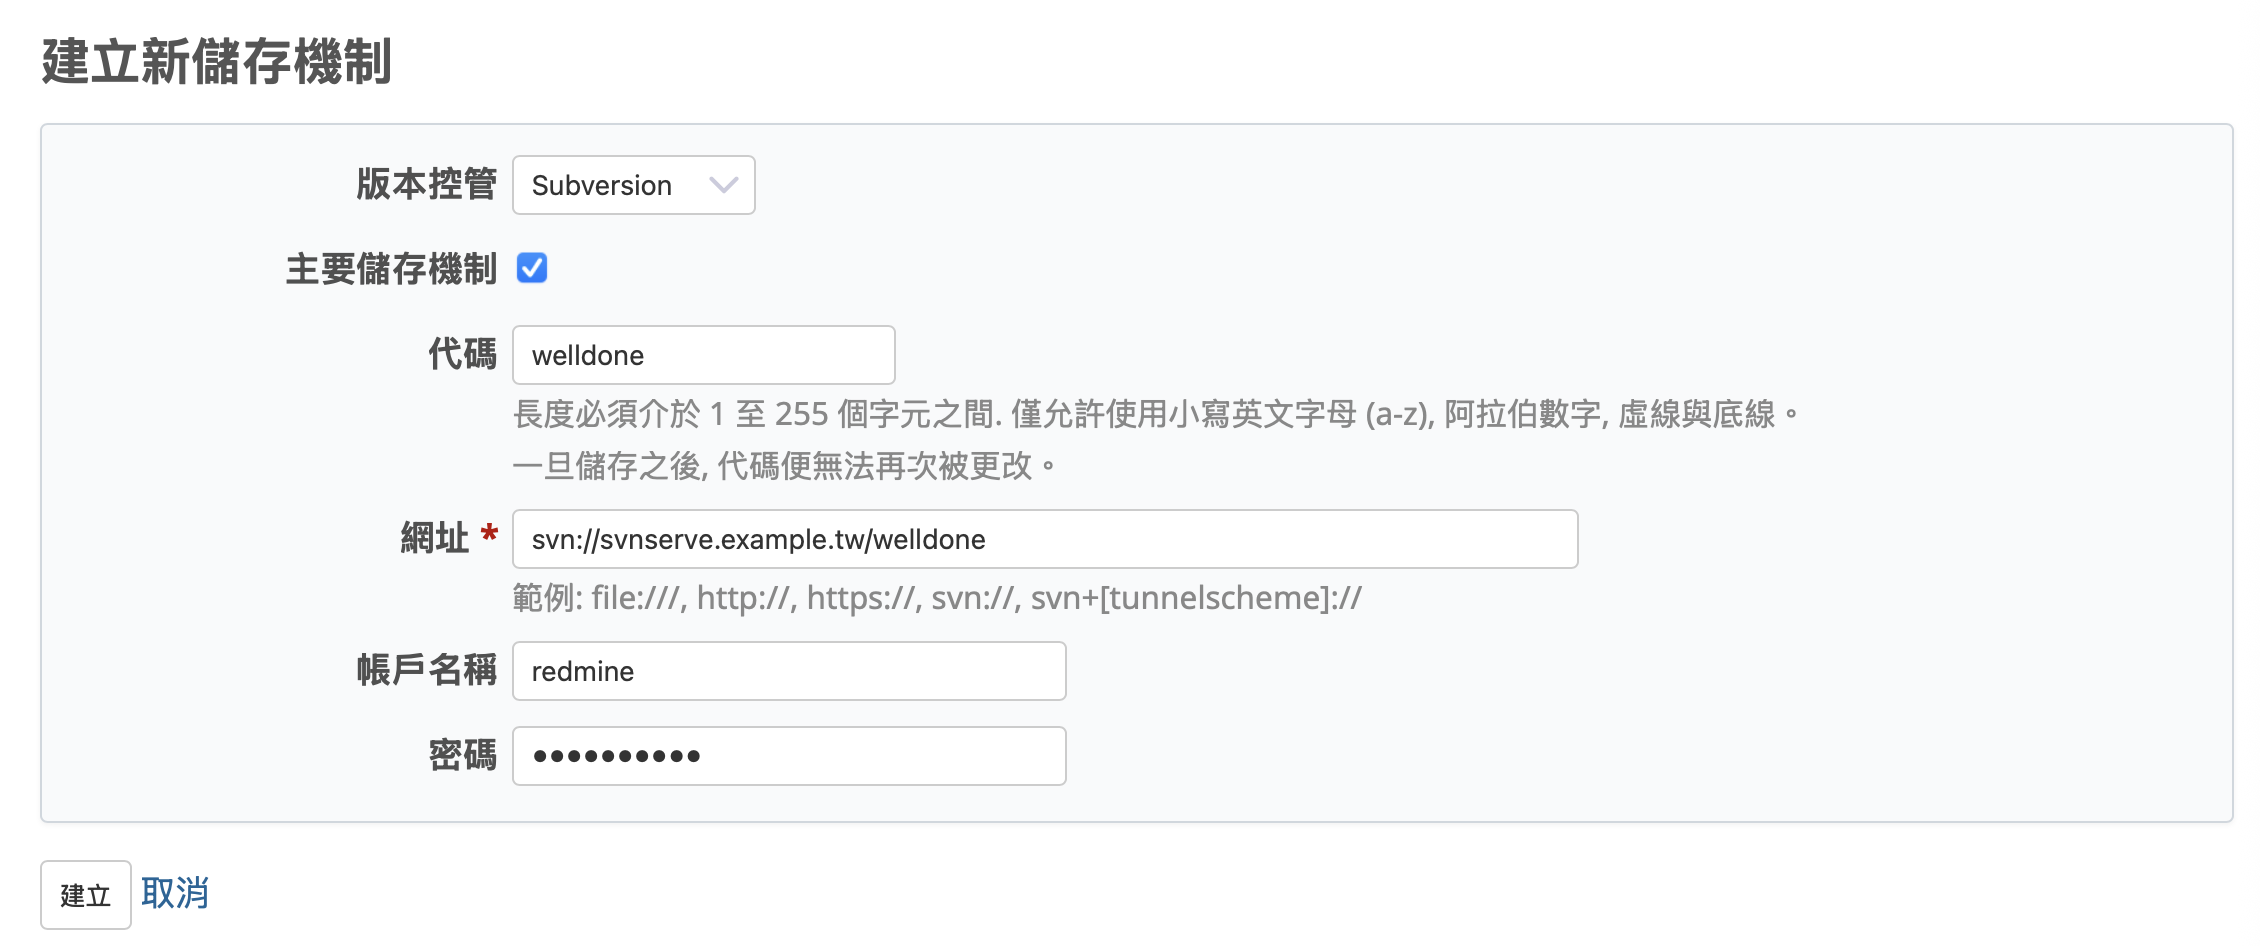 建立新儲存機制
版本控管 Subversion
主要儲存機制
代碼 welldone
長度必須介於 1 至 255 個字元之間. 僅允許使用小寫英文字母 (a-z), 阿拉伯數字, 虛線與底線。
一旦儲存之後, 代碼便無法再次被更改。
網址 * svn://svnserve.example.tw/welldone
範例: file:///, http://, https://, svn://, svn+[tunnelscheme]://
帳戶名稱 redmine
密碼 ••••••••••
建立 取消